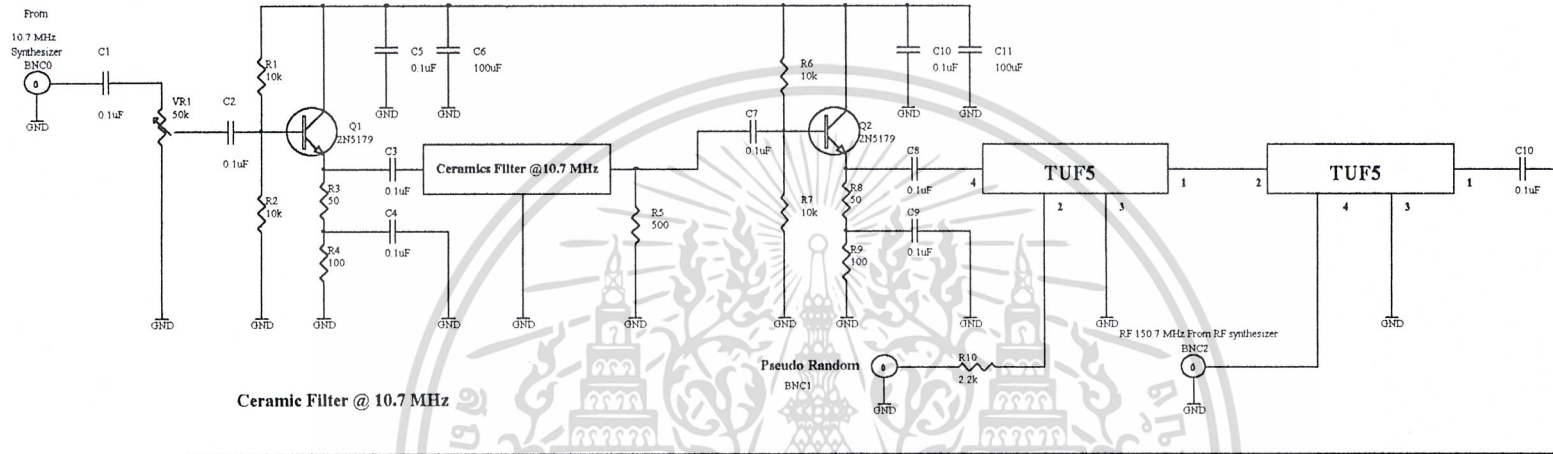 From
10.7 MHz
Synthesizer
BNC0
0
GND
C1
0.1uF
VR1
50k
GND
C2
0.1uF
R1
10k
R2
10k
GND
Q1
2N5179
R3
50
R4
100
GND
C3
0.1uF
C4
0.1uF
GND
C5
0.1uF
GND
C6
100uF
GND
Ceramics Filter @10.7 MHz
GND
R5
500
GND
C7
0.1uF
R6
10k
R7
10k
GND
Q2
2N5179
R8
50
R9
100
GND
C8
0.1uF
C9
0.1uF
GND
C10
0.1uF
GND
C11
100uF
GND
4
TUF5
1
2
3
GND
2
TUF5
1
4
3
GND
C10
0.1uF
Pseudo Random
BNC1
0
GND
R10
2.2k
RF 150.7 MHz From RF synthesizer
BNC2
0
GND
Ceramic Filter @ 10.7 MHz